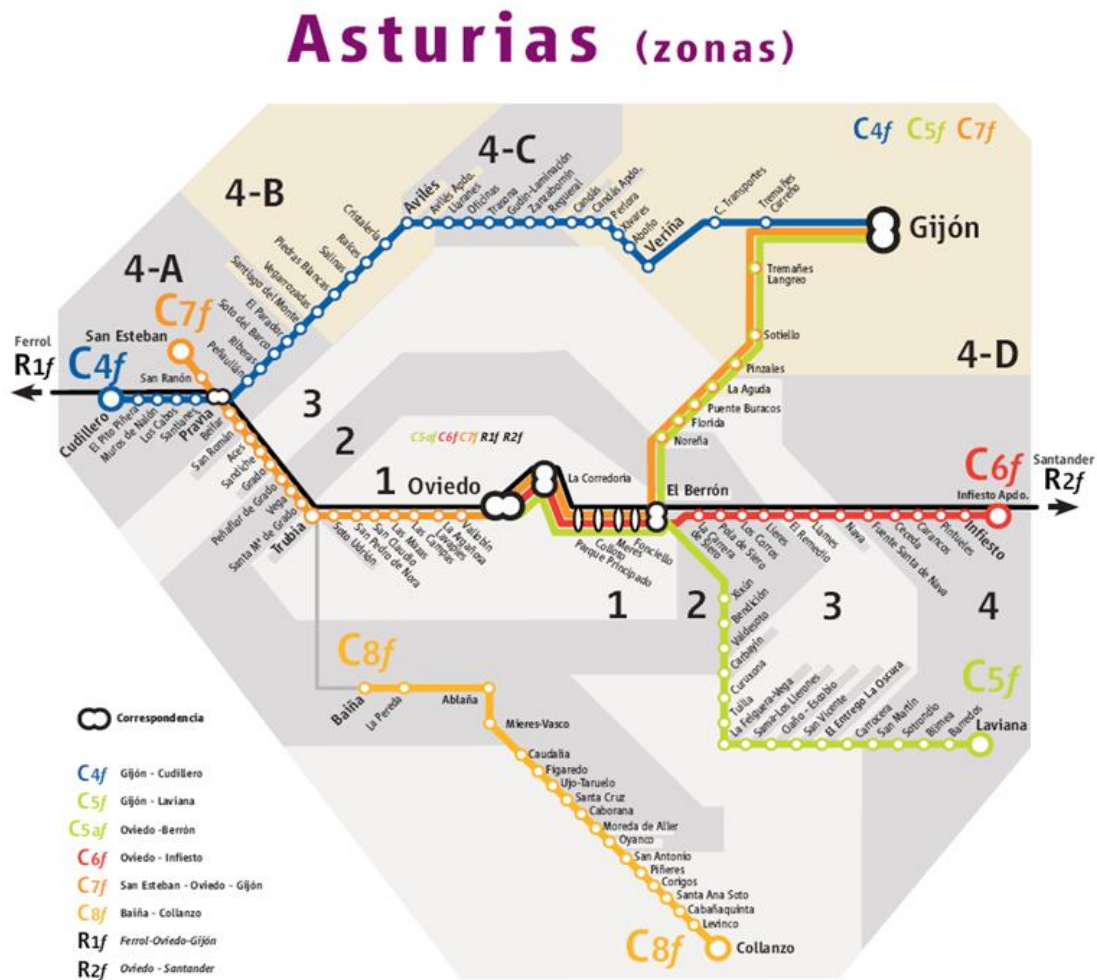 Asturias (zonas)
C4f C5f C7f
4-C
4-B
4-A
4-D
3
2
1
1
2
3
4
Gijón
C. Transportes
Tremañes
Carreño
Veriña
Aboño
Xivares
Perlora
Candás Apdo.
Candás
Regueral
Zanzabornín
Gudín-Laminación
Trasona
Oficinas
Llaranes
Avilés Apdo.
Avilés
Cristalería
Raíces
Salinas
Piedras Blancas
Vegarrozadas
Santiago del Monte
El Parador
Soto del Barco
Riberas
Peñaullán
C7f
San Esteban
San Ranón
Ferrol
R1f
C4f
Cudillero
El Pito Piñera
Muros de Nalón
Los Cabos
Santianes
Pravia
Beifar
San Román
Aces
Sandiche
Grado
Peñaflor de Grado
Vega
Santa Mª de Grado
Trubia
Soto Udrión
San Pedro de Nora
San Claudio
Las Mazas
Las Campas
Lavapies
La Argañosa
Vallobín
Oviedo
C5af C6f C7f R1f R2f
La Corredoria
Parque Principado
Colloto
Meres
Fonciello
El Berrón
Noreña
Florida
Puente Buracos
La Aguda
Pinzales
Sotiello
Tremañes
Langreo
C6f
Santander
R2f
Infiesto Apdo.
La Carrera
de Siero
Pola de Siero
Los Corros
Lieres
El Remedio
Llames
Nava
Fuente Santa de Nava
Ceceda
Carancos
Pintueles
Infiesto
Xixún
Bendición
Valdesoto
Carbayín
Curuxona
Tuilla
La Felguera-Vega
Sama-Los Llerones
Ciaño - Escobio
San Vicente
El Entrego La Oscura
Carrocera
San Martín
Sotrondio
Blimea
Barredos
C5f
Laviana
C8f
Baiña
La Pereda
Ablaña
Mieres-Vasco
Caudalia
Figaredo
Ujo-Taruelo
Santa Cruz
Caborana
Moreda de Aller
Oyanco
San Antonio
Piñeres
Corigos
Santa Ana Soto
Cabañaquinta
Levinco
C8f
Collanzo
Correspondencia
C4f Gijón - Cudillero
C5f Gijón - Laviana
C5af Oviedo -Berrón
C6f Oviedo - Infiesto
C7f San Esteban - Oviedo - Gijón
C8f Baiña - Collanzo
R1f Ferrol-Oviedo-Gijón
R2f Oviedo - Santander